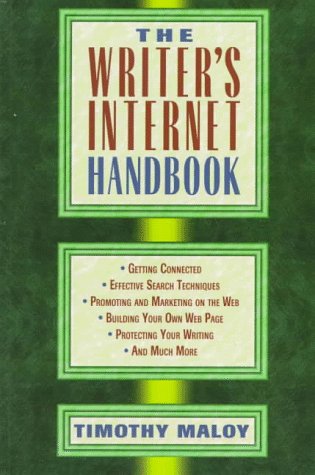 THE
WRITER'S
INTERNET
HANDBOOK
• GETTING CONNECTED
• EFFECTIVE SEARCH TECHNIQUES
• PROMOTING AND MARKETING ON THE WEB
• BUILDING YOUR OWN WEB PAGE
• PROTECTING YOUR WRITING
• AND MUCH MORE
TIMOTHY MALOY